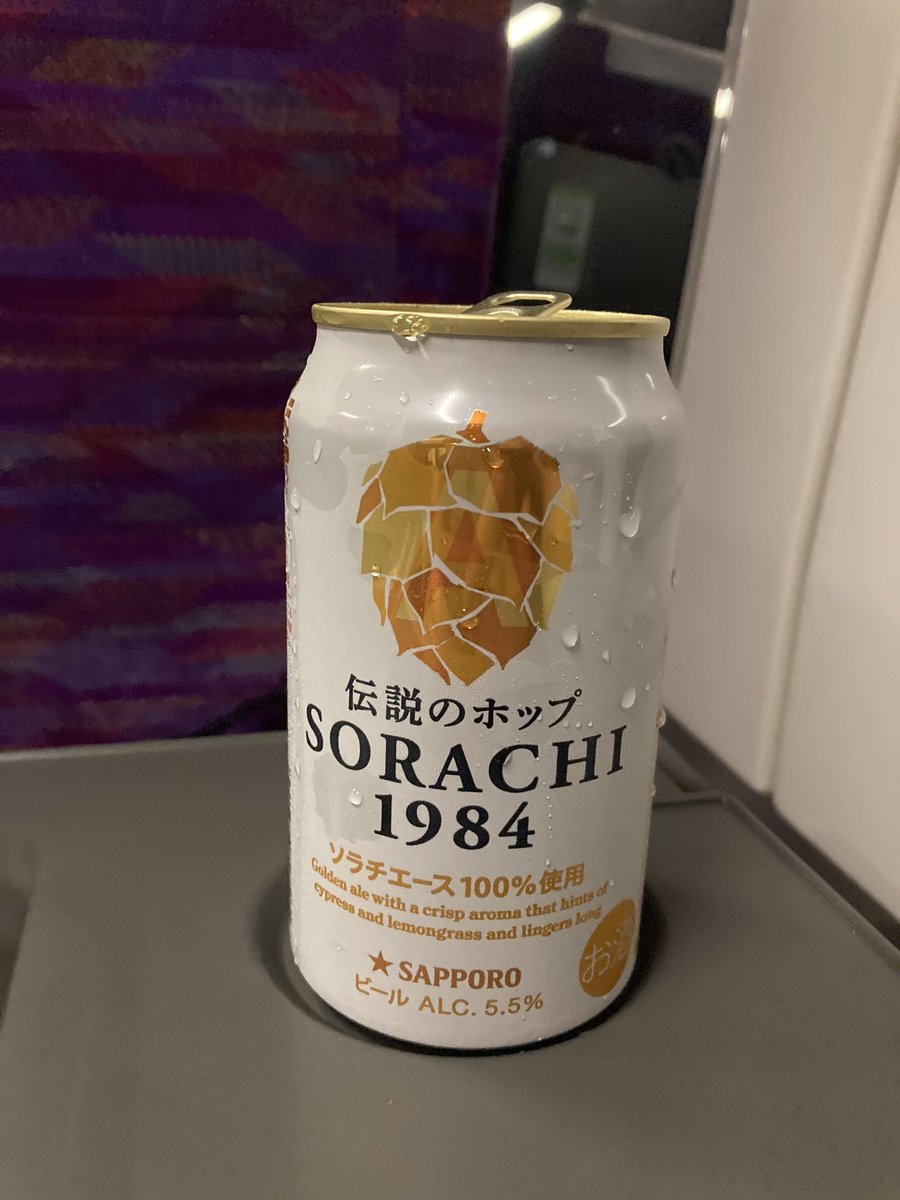 伝説のホップ
SORACHI
1984
ソラチエース100%使用
Golden ale with a crisp aroma that hints of
cypress and lemongrass and lingers long
SAPPORO
ビール ALC. 5.5%
お酒